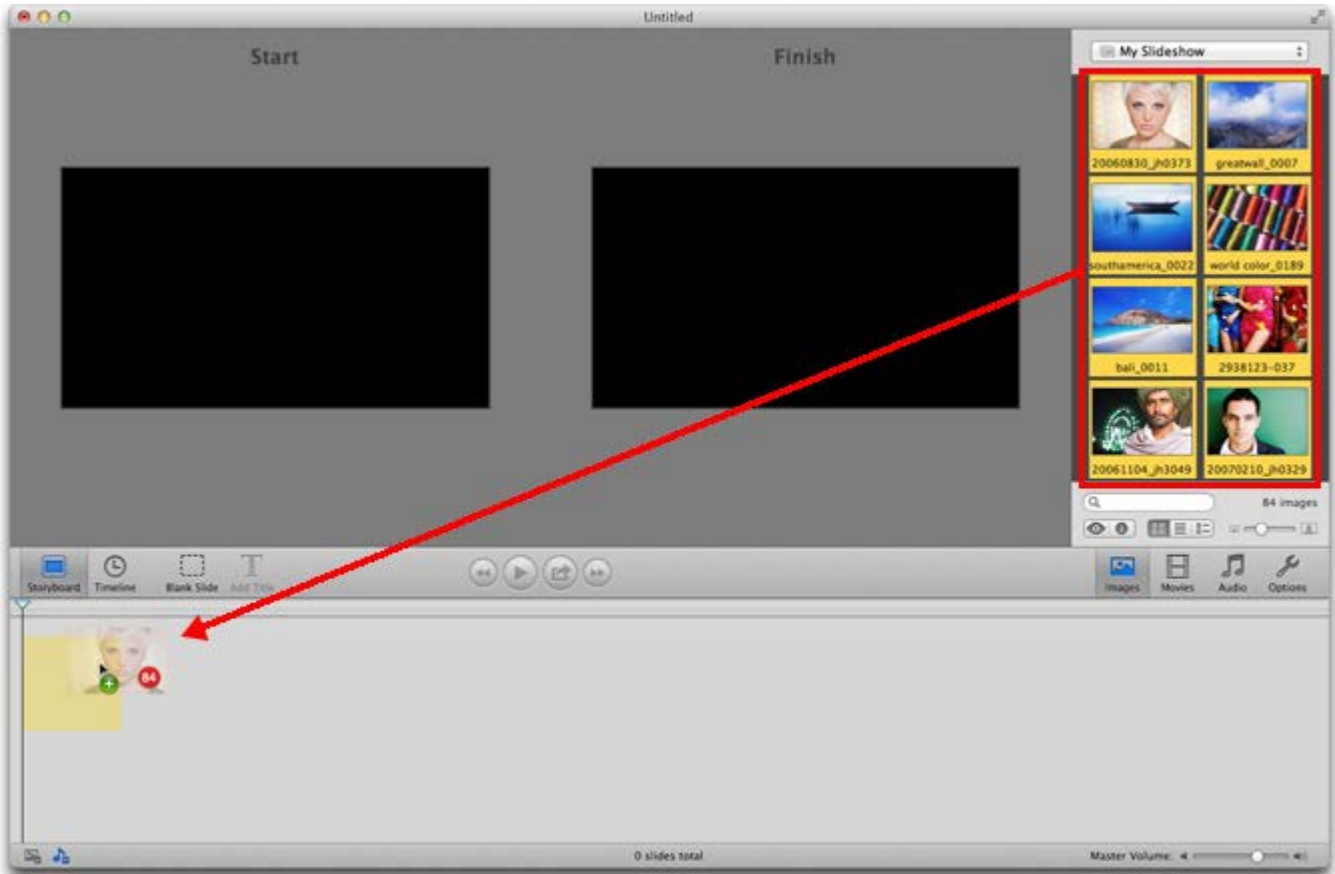 Untitled
Start
Finish
My Slideshow
20060830_jh0373
greatwall_0007
southamerica_0022
world color_0189
bali_0011
2938123-037
20061104_jh3049
20070210_jh0329
84 images
Storyboard
Timeline
Blank Slide
Add Title
Images
Movies
Audio
Options
84
0 slides total
Master Volume: